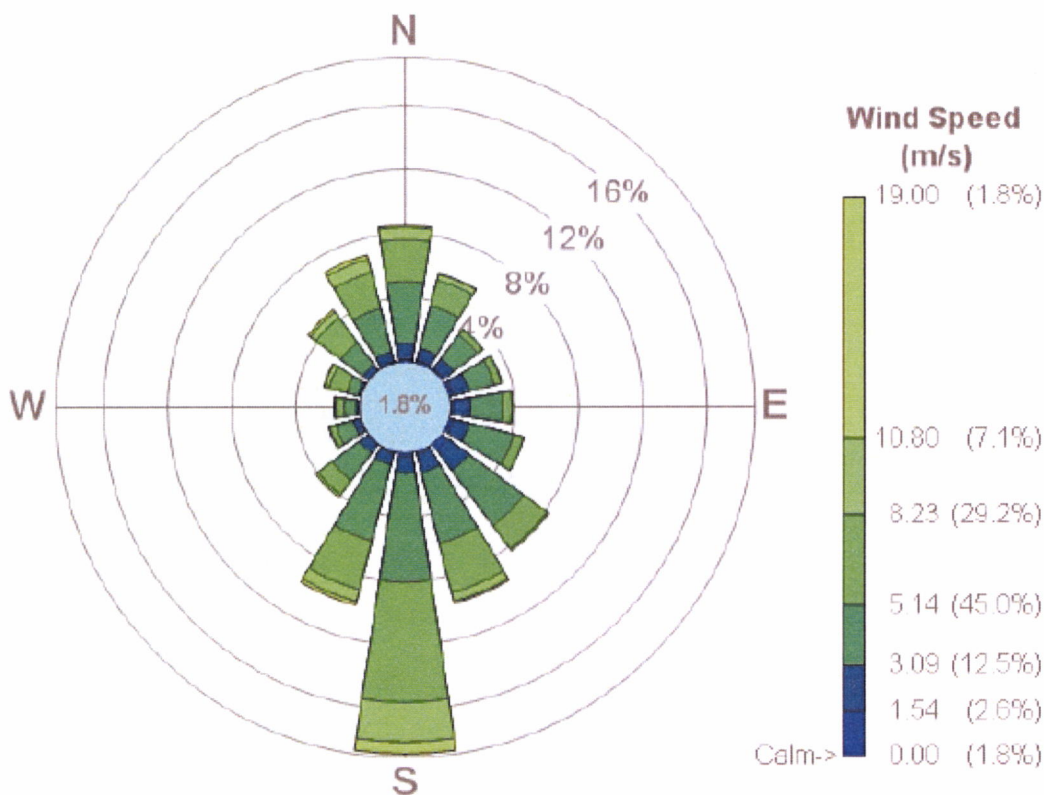 N
16%
12%
8%
4%
W
1.8%
E
S
Wind Speed
(m/s)
19.00 (1.8%)
10.80 (7.1%)
8.23 (29.2%)
5.14 (45.0%)
3.09 (12.5%)
1.54 (2.6%)
Calm-> 0.00 (1.8%)